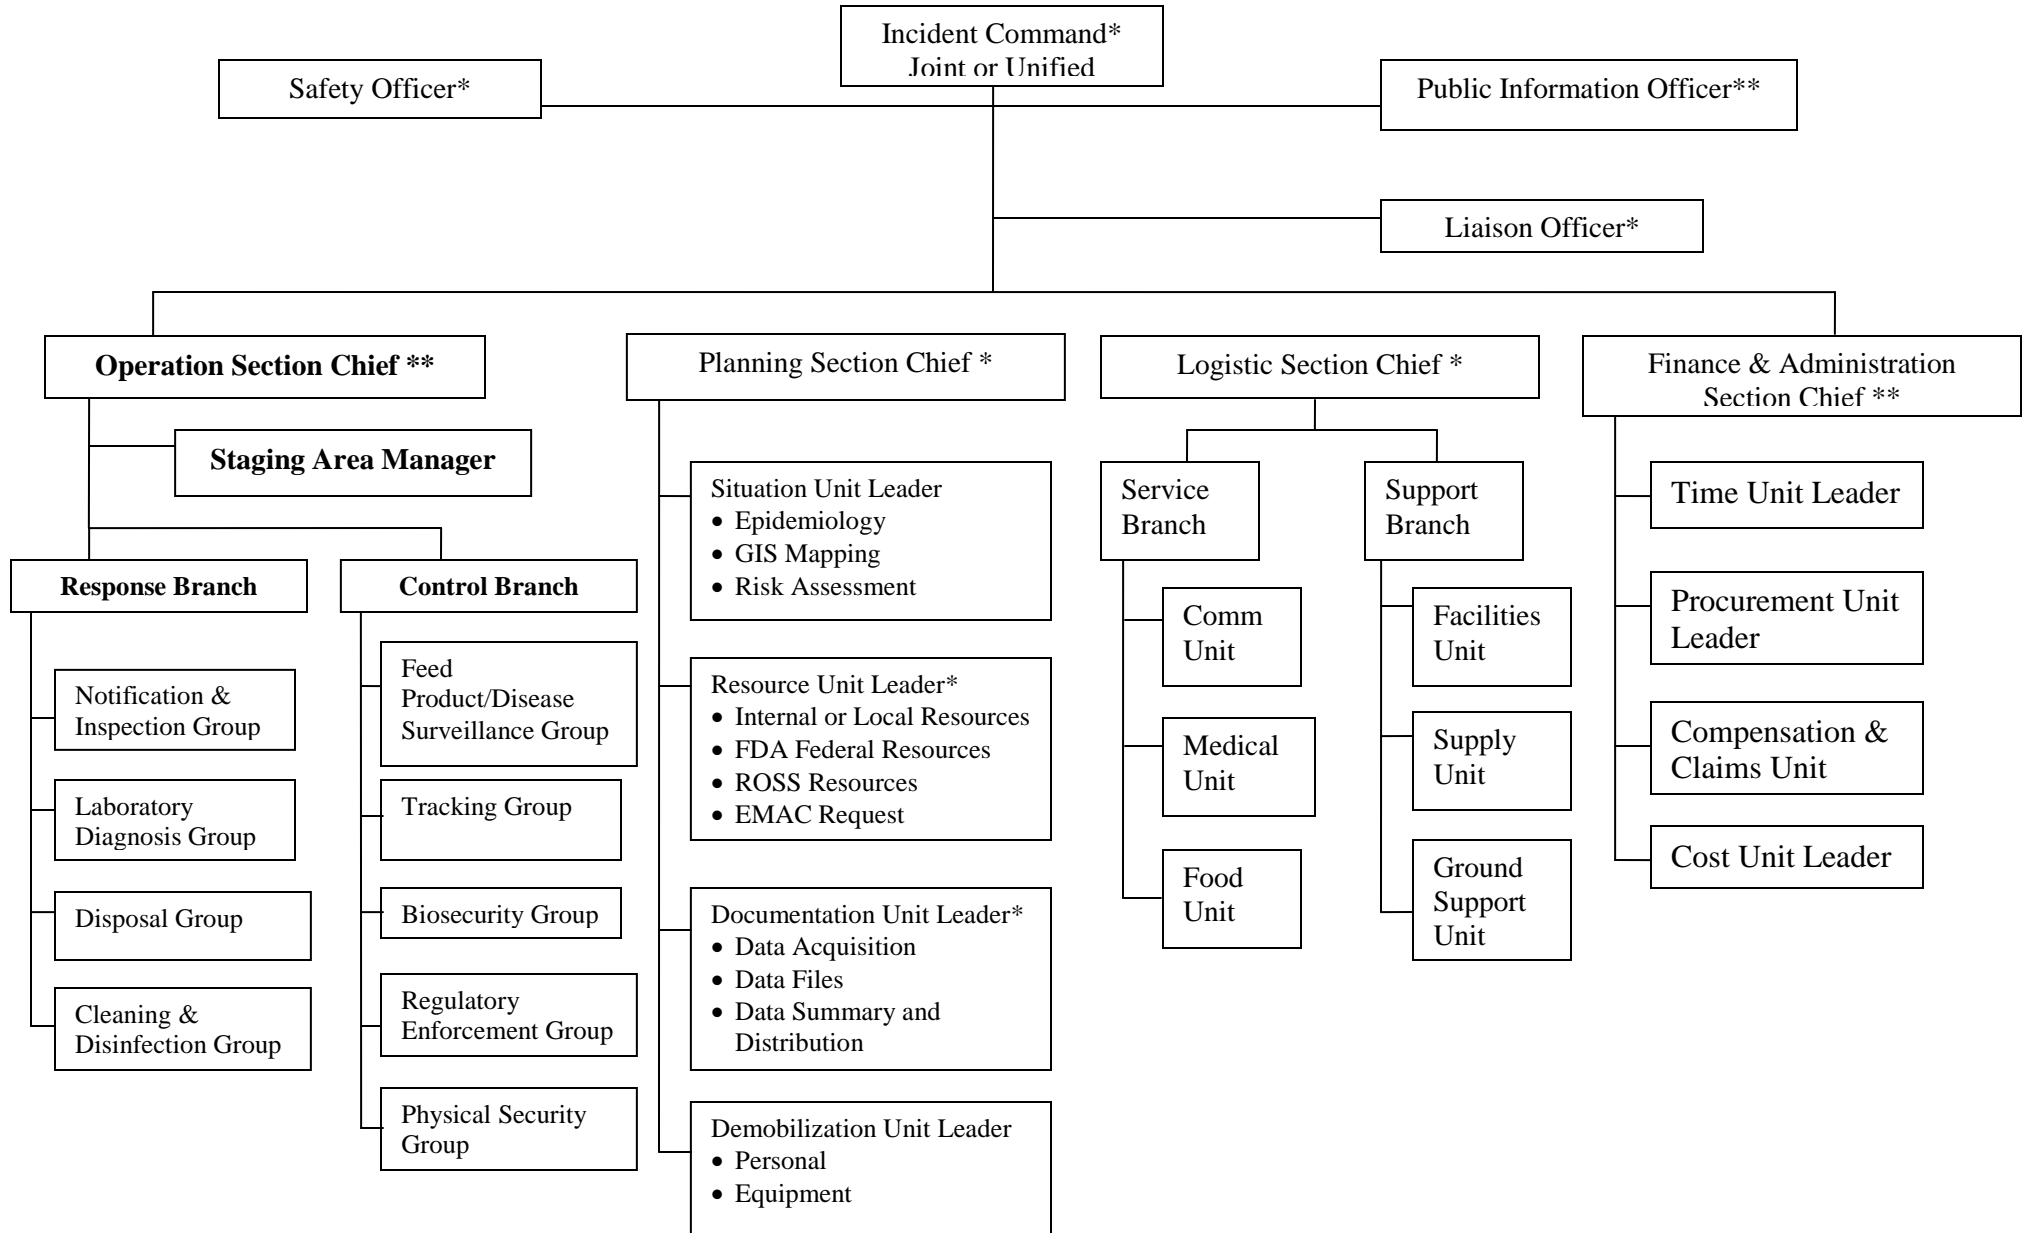 Incident Command*
Joint or Unified
Safety Officer*
Public Information Officer**
Liaison Officer*
Operation Section Chief **
Staging Area Manager
Response Branch
Notification &
Inspection Group
Laboratory
Diagnosis Group
Disposal Group
Cleaning &
Disinfection Group
Control Branch
Feed
Product/Disease
Surveillance Group
Tracking Group
Biosecurity Group
Regulatory
Enforcement Group
Physical Security
Group
Planning Section Chief *
Situation Unit Leader
• Epidemiology
• GIS Mapping
• Risk Assessment
Resource Unit Leader*
• Internal or Local Resources
• FDA Federal Resources
• ROSS Resources
• EMAC Request
Documentation Unit Leader*
• Data Acquisition
• Data Files
• Data Summary and
Distribution
Demobilization Unit Leader
• Personal
• Equipment
Logistic Section Chief *
Service
Branch
Comm
Unit
Medical
Unit
Food
Unit
Support
Branch
Facilities
Unit
Supply
Unit
Ground
Support
Unit
Finance & Administration
Section Chief **
Time Unit Leader
Procurement Unit
Leader
Compensation &
Claims Unit
Cost Unit Leader